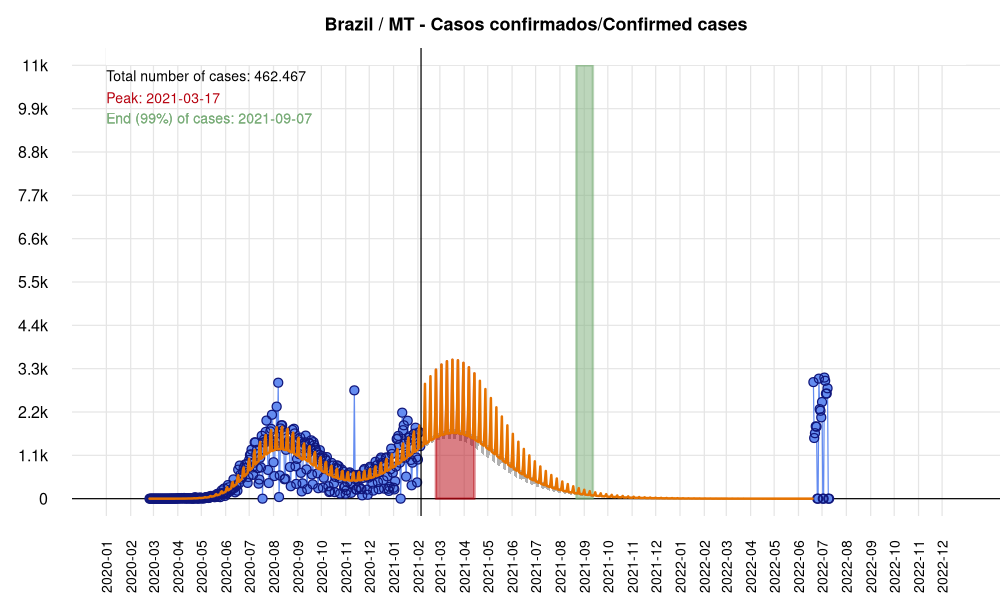 Brazil / MT - Casos confirmados/Confirmed cases
Total number of cases: 462.467
Peak: 2021-03-17
End (99%) of cases: 2021-09-07
11k
9.9k
8.8k
7.7k
6.6k
5.5k
4.4k
3.3k
2.2k
1.1k
0
2020-01
2020-02
2020-03
2020-04
2020-05
2020-06
2020-07
2020-08
2020-09
2020-10
2020-11
2020-12
2021-01
2021-02
2021-03
2021-04
2021-05
2021-06
2021-07
2021-08
2021-09
2021-10
2021-11
2021-12
2022-01
2022-02
2022-03
2022-04
2022-05
2022-06
2022-07
2022-08
2022-09
2022-10
2022-11
2022-12